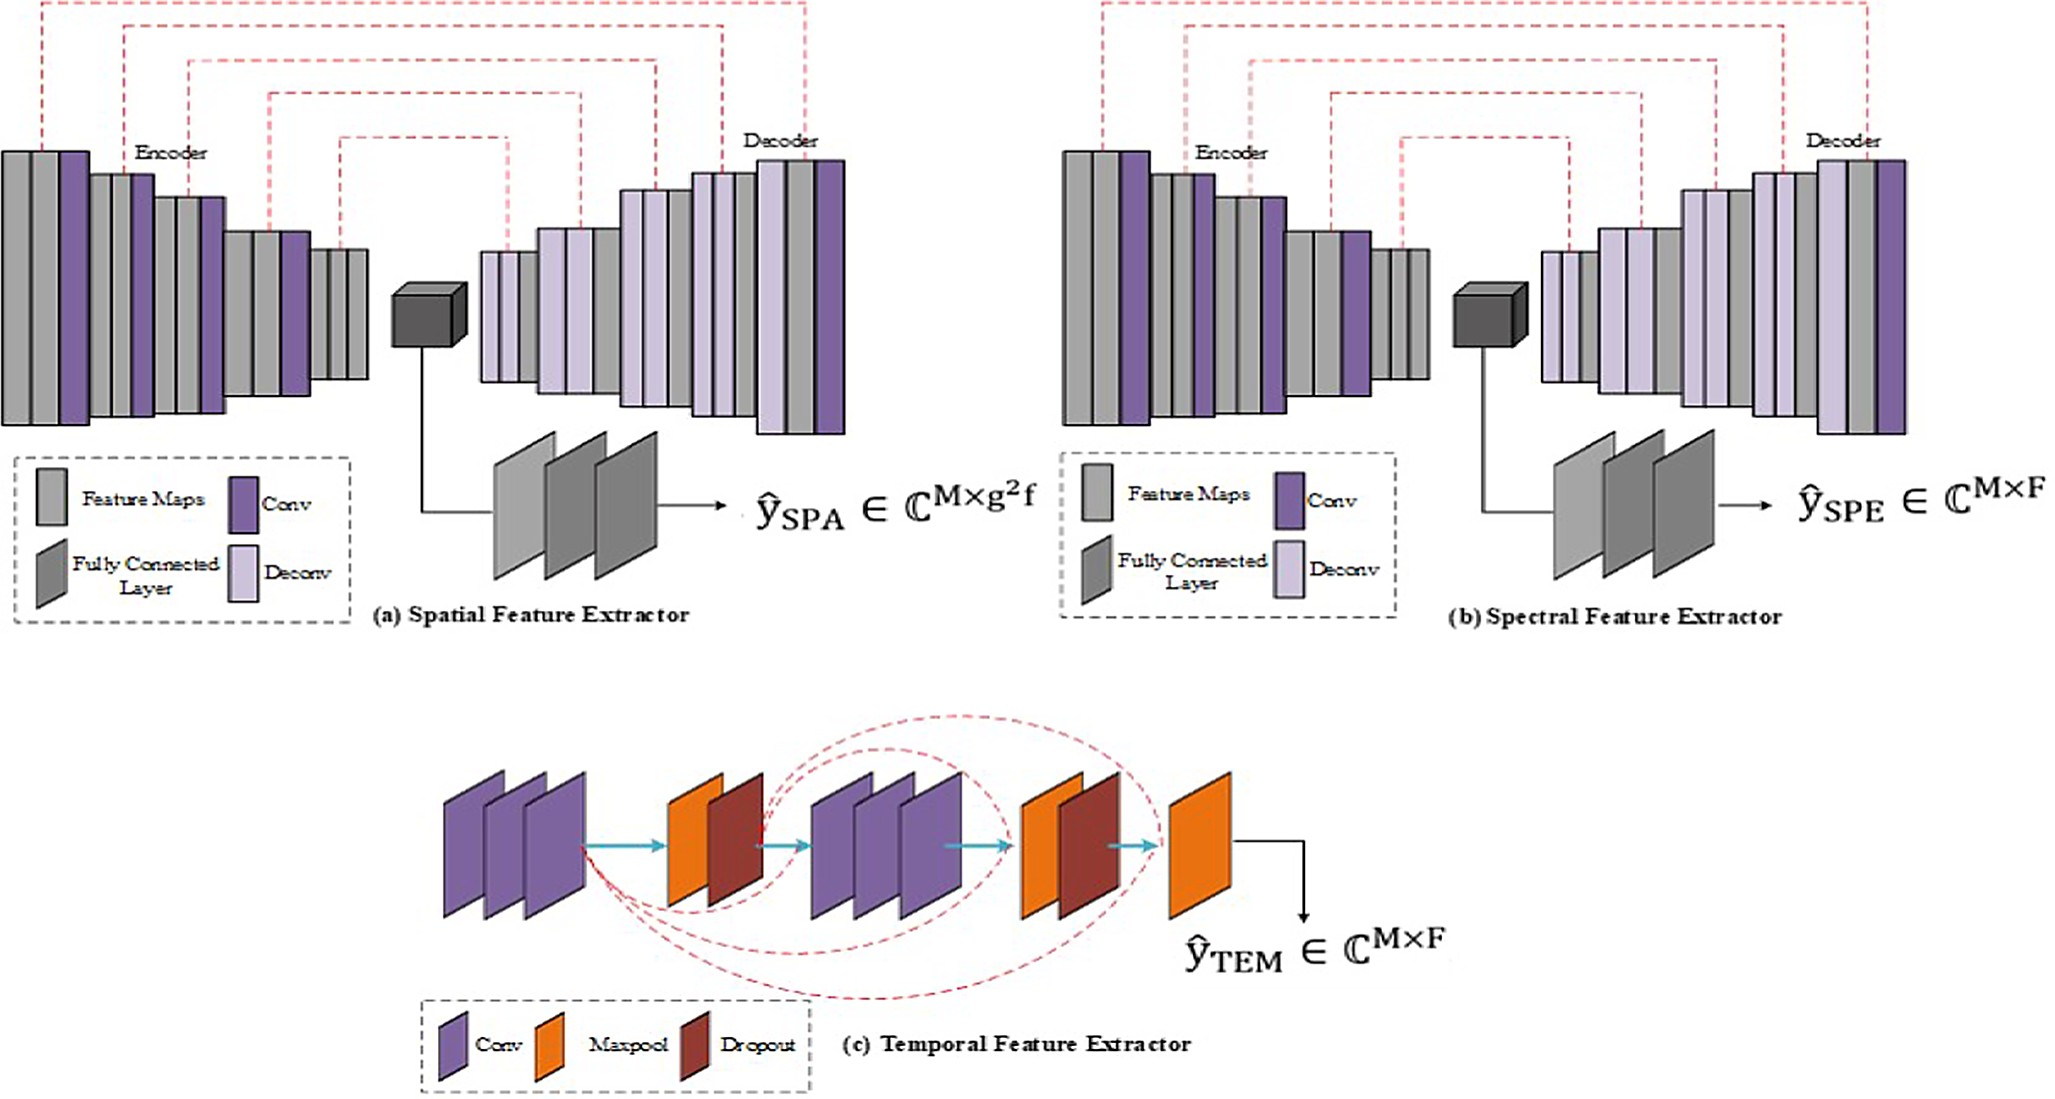 Encoder
Decoder
Feature Maps
Conv
Fully Connected
Layer
Deconv
ŷSPA ∈ ℂM×g²f
(a) Spatial Feature Extractor
Encoder
Decoder
Feature Maps
Conv
Fully Connected
Layer
Deconv
ŷSPE ∈ ℂM×F
(b) Spectral Feature Extractor
ŷTEM ∈ ℂM×F
Conv
Maxpool
Dropout
(c) Temporal Feature Extractor